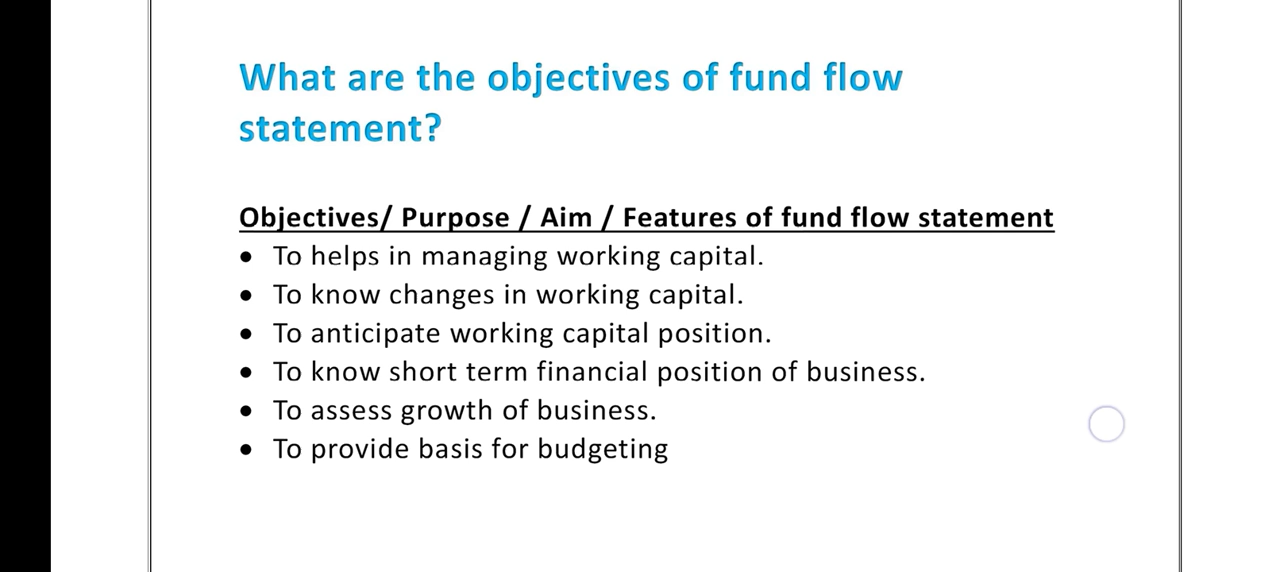 What are the objectives of fund flow
statement?
Objectives/ Purpose / Aim / Features of fund flow statement
• To helps in managing working capital.
• To know changes in working capital.
• To anticipate working capital position.
• To know short term financial position of business.
• To assess growth of business.
• To provide basis for budgeting